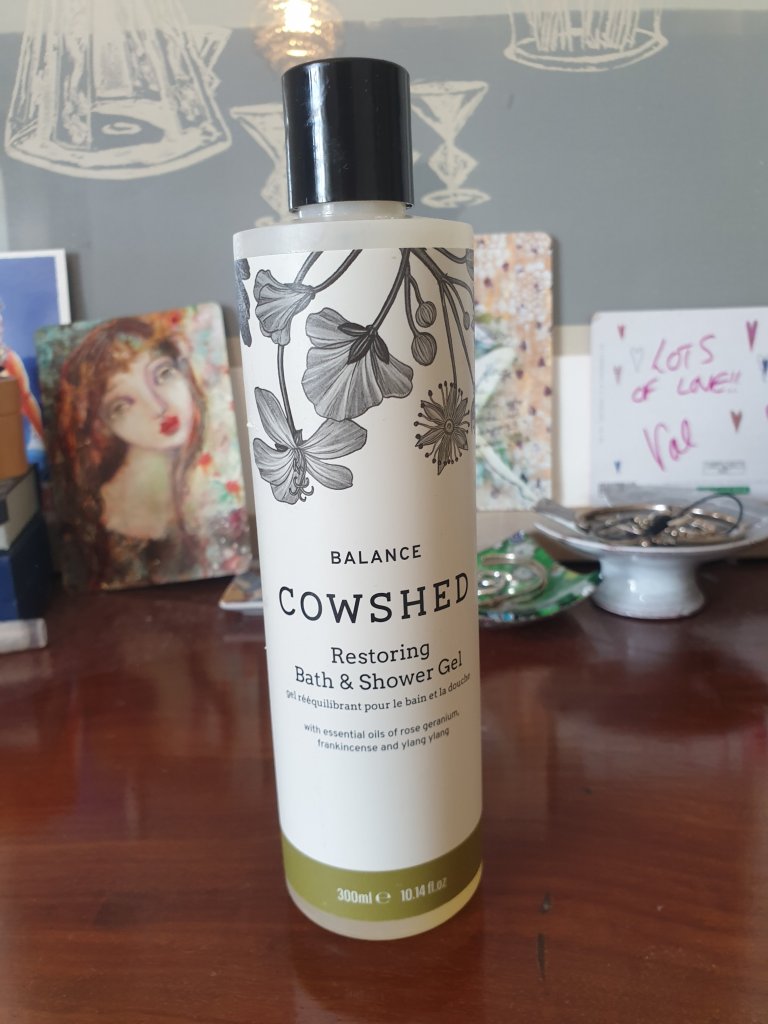 BALANCE
COWSHED
Restoring
Bath & Shower Gel
gel rééquilibrant pour le bain et la douche
with essential oils of rose geranium,
frankincense and ylang ylang
300ml ℮ 10.14 fl.oz
LOTS
OF LOVE!!
Val